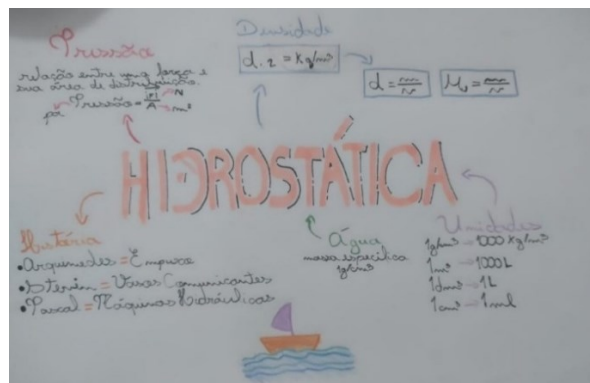 Pressão
relação entre uma força e
sua área de distribuição.
Pressão = |F| N
A m²
pa
Densidade
= kg/m³
d = m/v
μ = m/v
HIDROSTÁTICA
História
•Arquimedes = Empuxo
•Stevin = Vasos Comunicantes
•Pascal = Máquinas Hidráulicas
Água
massa específica
1g/cm³
Unidades
1g/cm³ → 1000 kg/m³
1m³ → 1000L
1dm³ → 1L
1cm³ → 1ml